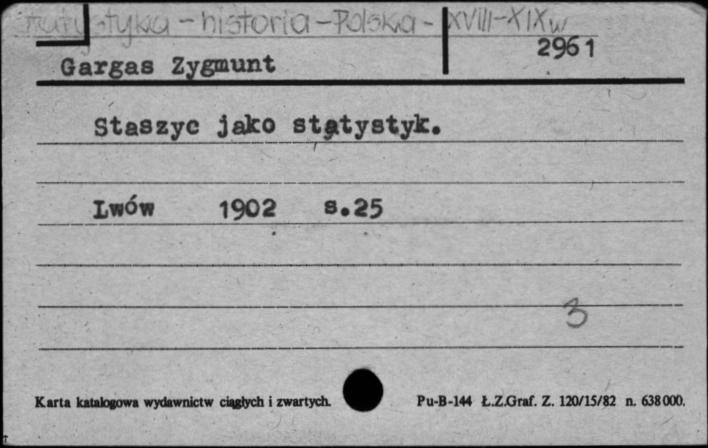 Statystyka - historia - Polska - XVIII-XIXw
2961
Gargas Zygmunt
Staszyc jako statystyk.
Lwów 1902 s.25
3
Karta katalogowa wydawnictw ciągłych i zwartych. Pu-B-144 Ł.Z.Graf. Z. 120/15/82 n. 638000.